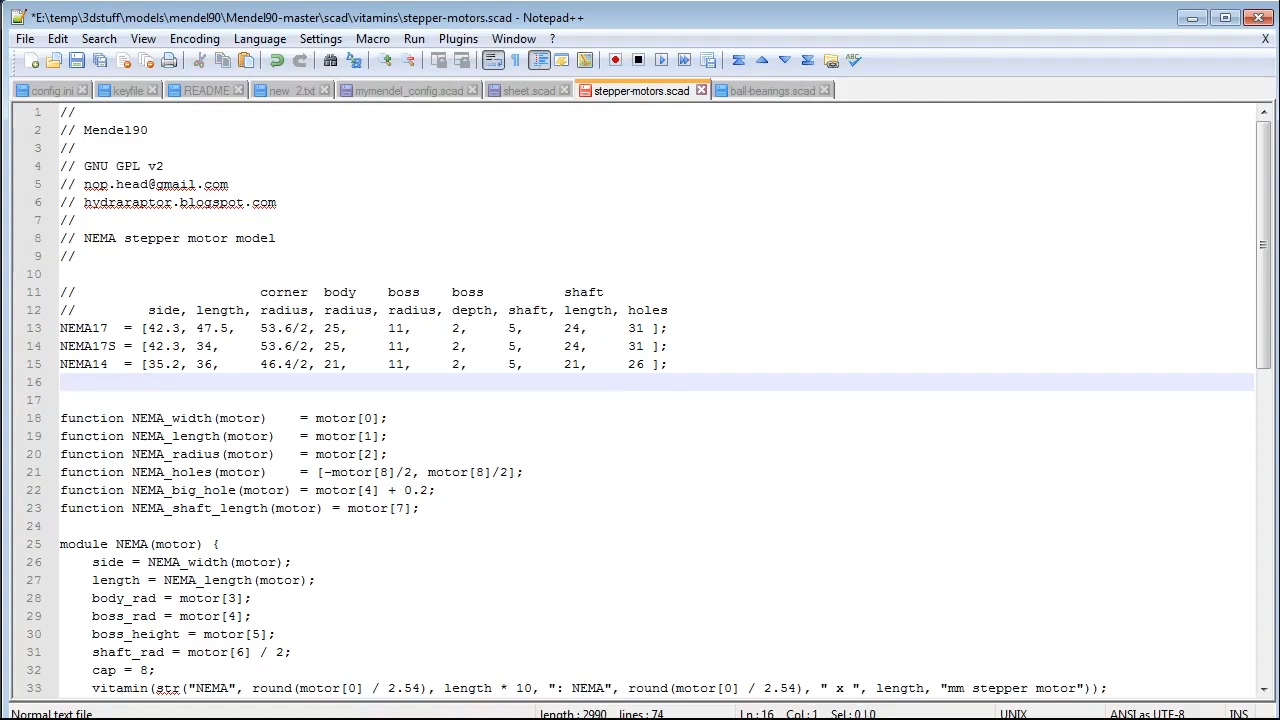 *E:\temp\3dstuff\models\mendel90\Mendel90-master\scad\vitamins\stepper-motors.scad - Notepad++
File Edit Search View Encoding Language Settings Macro Run Plugins Window ? X
config.ini keyfile README new 2.txt mymendel_config.scad sheet.scad stepper-motors.scad ball-bearings.scad
1 //
2 // Mendel90
3 //
4 // GNU GPL v2
5 // nop.head@gmail.com
6 // hydraraptor.blogspot.com
7 //
8 // NEMA stepper motor model
9 //
10
11 // corner body boss boss shaft
12 // side, length, radius, radius, radius, depth, shaft, length, holes
13 NEMA17 = [42.3, 47.5, 53.6/2, 25, 11, 2, 5, 24, 31 ];
14 NEMA17S = [42.3, 34, 53.6/2, 25, 11, 2, 5, 24, 31 ];
15 NEMA14 = [35.2, 36, 46.4/2, 21, 11, 2, 5, 21, 26 ];
16
17
18 function NEMA_width(motor) = motor[0];
19 function NEMA_length(motor) = motor[1];
20 function NEMA_radius(motor) = motor[2];
21 function NEMA_holes(motor) = [-motor[8]/2, motor[8]/2];
22 function NEMA_big_hole(motor) = motor[4] + 0.2;
23 function NEMA_shaft_length(motor) = motor[7];
24
25 module NEMA(motor) {
26 side = NEMA_width(motor);
27 length = NEMA_length(motor);
28 body_rad = motor[3];
29 boss_rad = motor[4];
30 boss_height = motor[5];
31 shaft_rad = motor[6] / 2;
32 cap = 8;
33 vitamin(str("NEMA", round(motor[0] / 2.54), length * 10, ": NEMA", round(motor[0] / 2.54), " x ", length, "mm stepper motor"));
Normal text file length : 2990 lines : 74 Ln : 16 Col : 1 Sel : 0 | 0 UNIX ANSI as UTF-8 INS